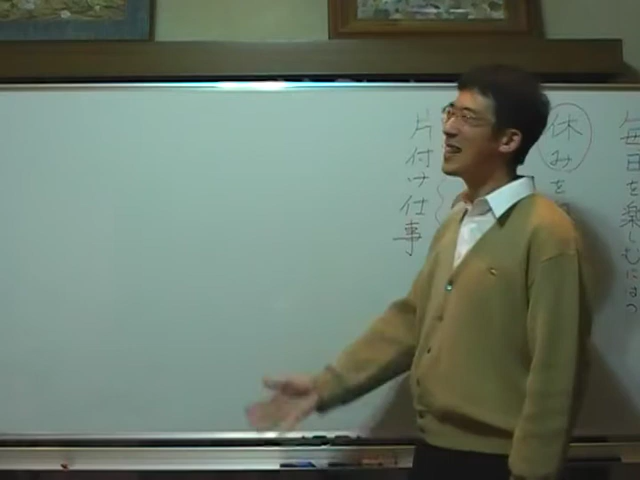 毎日を楽しむには
休みを
片付け仕事